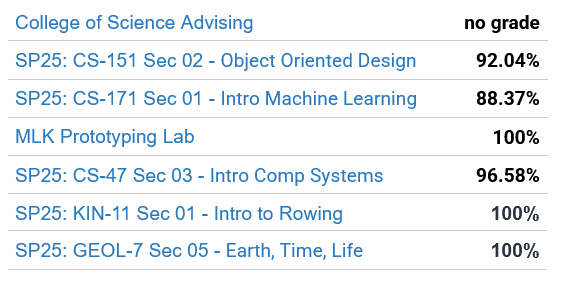 College of Science Advising no grade
SP25: CS-151 Sec 02 - Object Oriented Design 92.04%
SP25: CS-171 Sec 01 - Intro Machine Learning 88.37%
MLK Prototyping Lab 100%
SP25: CS-47 Sec 03 - Intro Comp Systems 96.58%
SP25: KIN-11 Sec 01 - Intro to Rowing 100%
SP25: GEOL-7 Sec 05 - Earth, Time, Life 100%